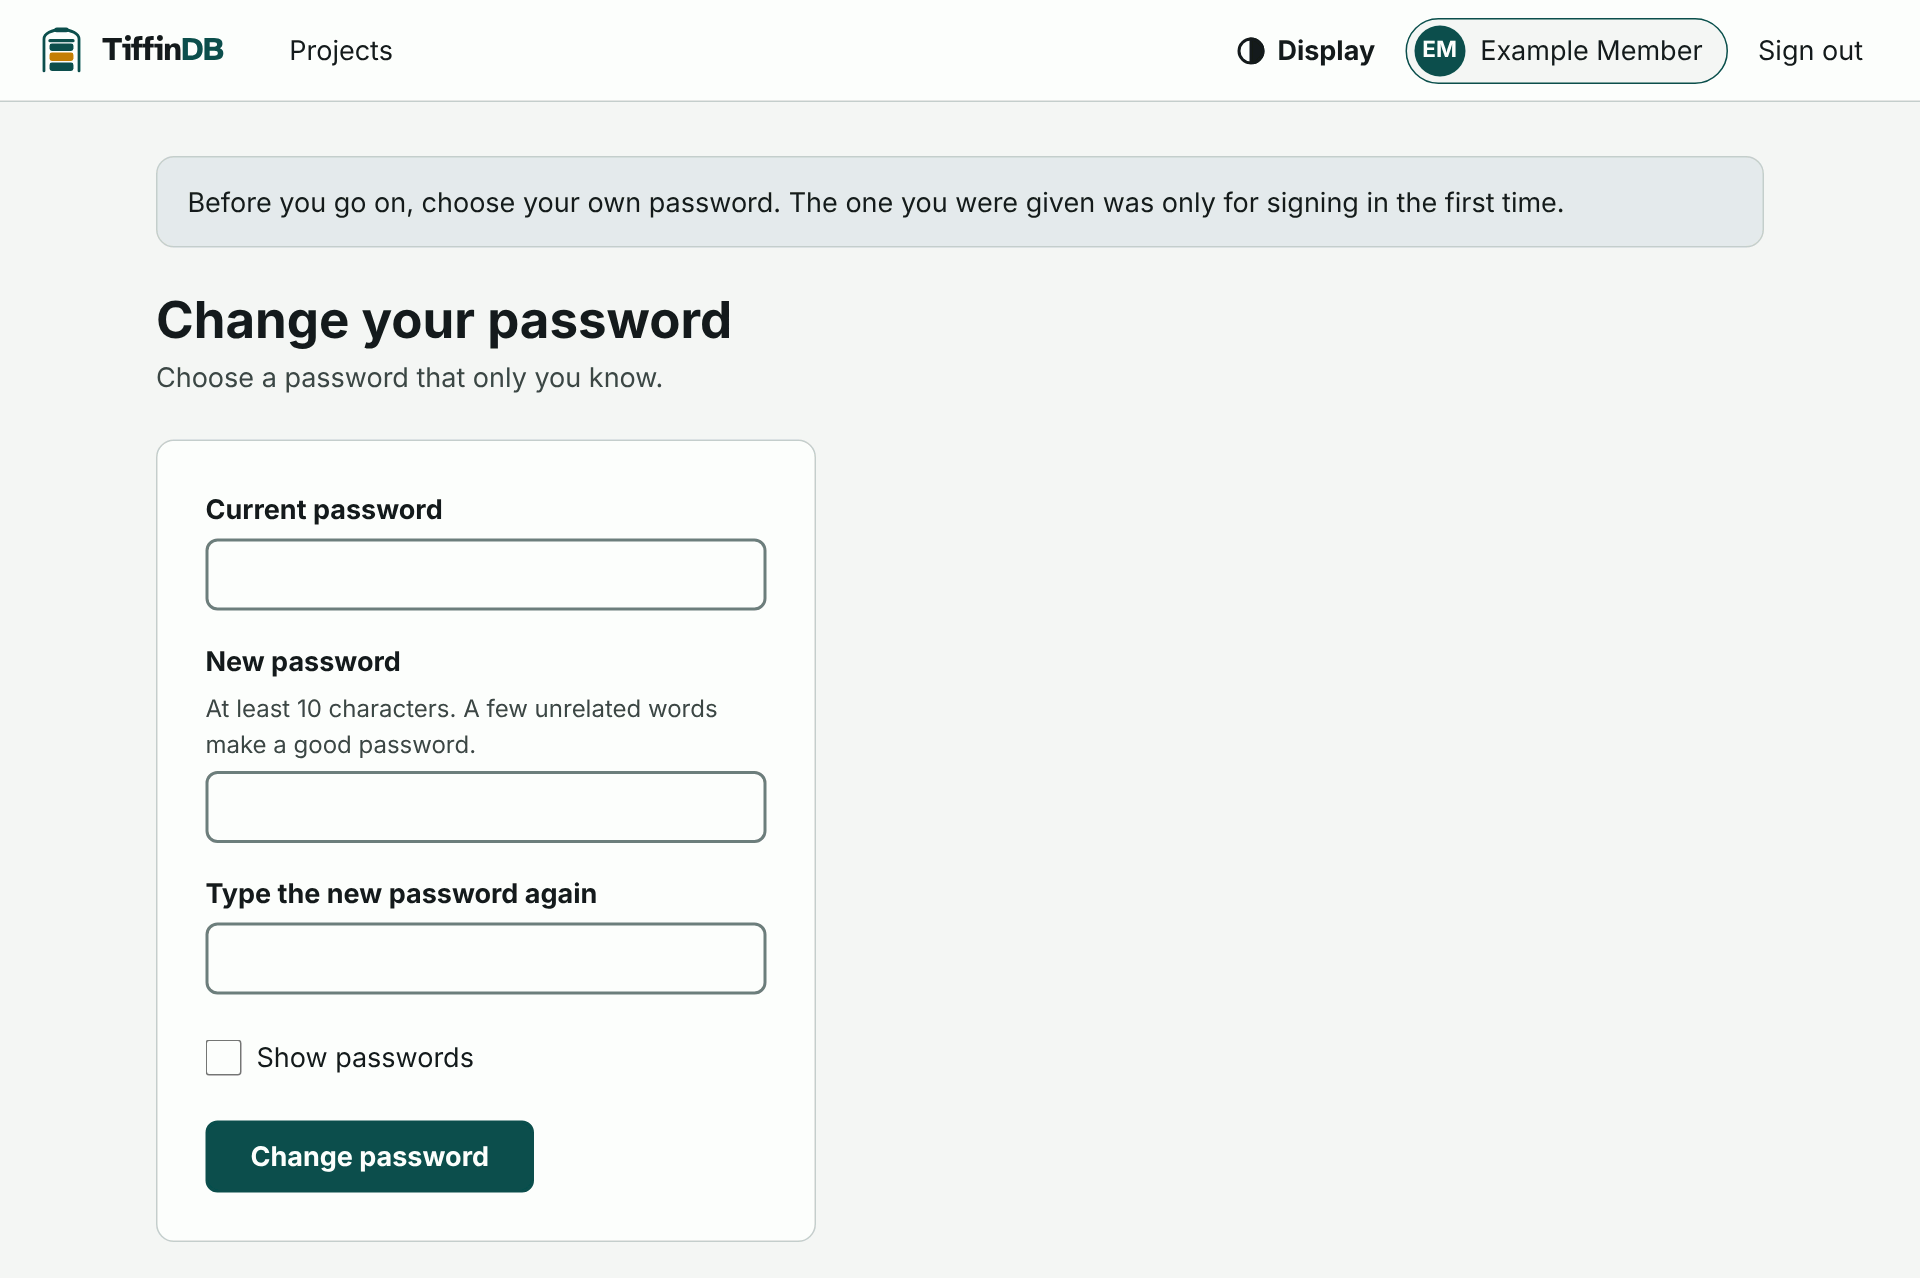 TiffinDB
Projects
Display
EM
Example Member
Sign out
Before you go on, choose your own password. The one you were given was only for signing in the first time.
Change your password
Choose a password that only you know.
Current password
New password
At least 10 characters. A few unrelated words
make a good password.
Type the new password again
Show passwords
Change password